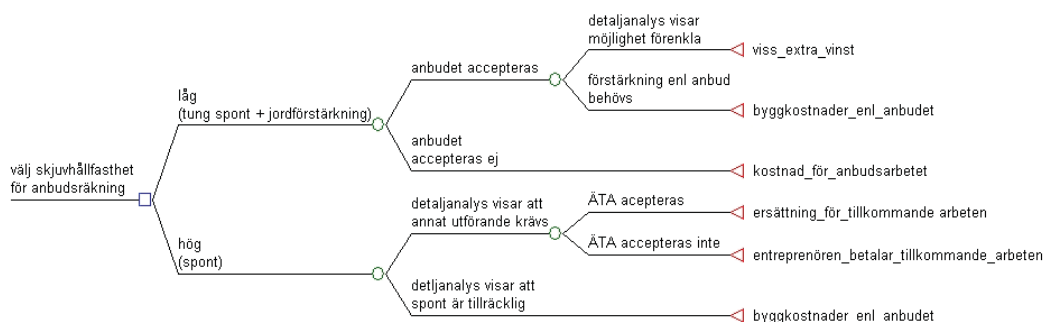 detaljanalys visar
möjlighet förenkla
viss_extra_vinst
anbudet accepteras
förstärkning enl anbud
behövs
byggkostnader_enl_anbudet
låg
(tung spont + jordförstärkning)
anbudet
accepteras ej
kostnad_för_anbudsarbetet
välj skjuvhållfasthet
för anbudsräkning
detaljanalys visar att
annat utförande krävs
ÄTA acepteras
ersättning_för_tillkommande arbeten
ÄTA accepteras inte
entreprenören_betalar_tillkommande_arbeten
hög
(spont)
detljanalys visar att
spont är tillräcklig
byggkostnader_enl_anbudet